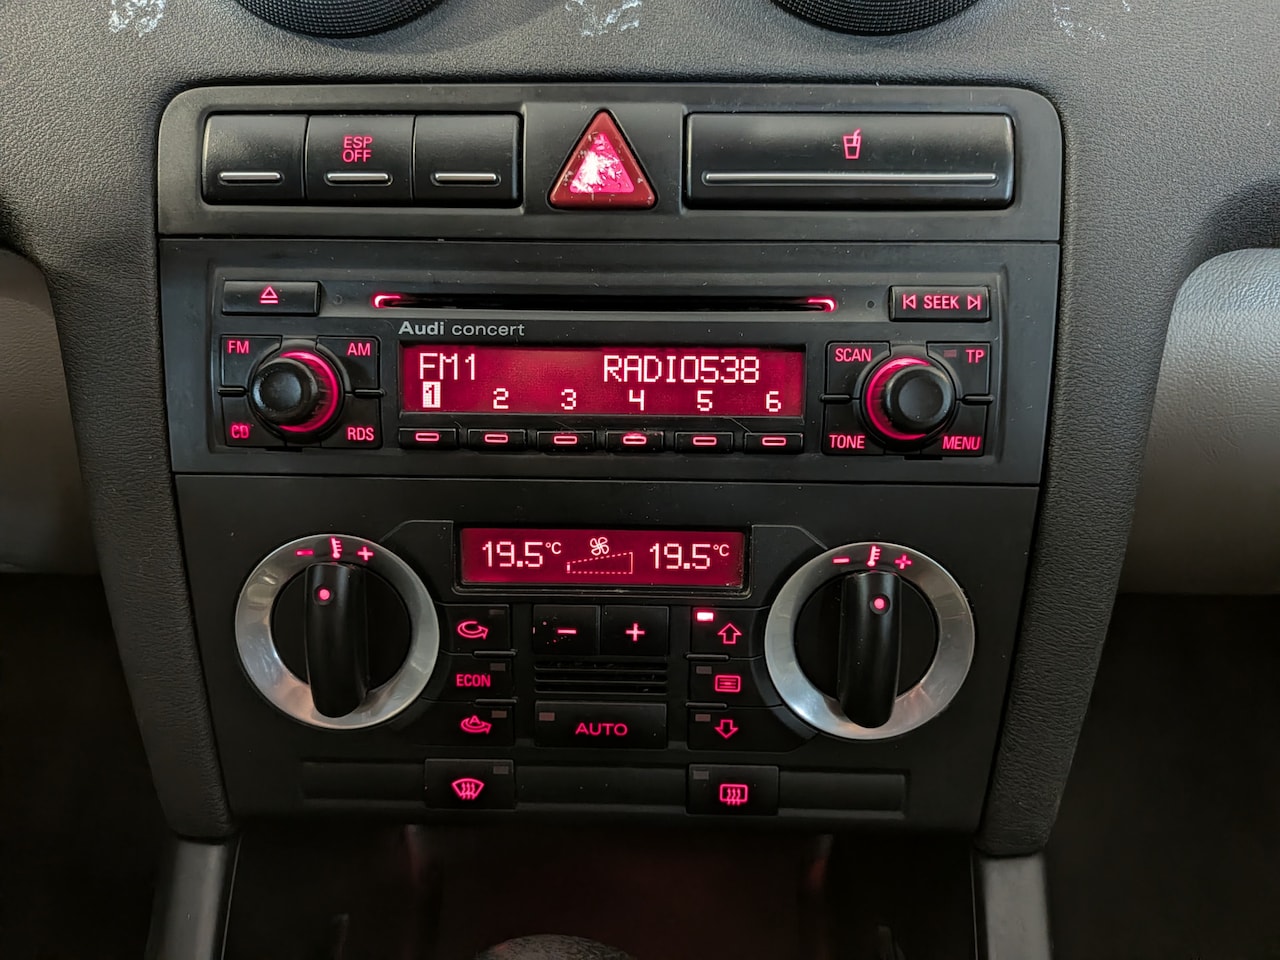 ESP
OFF
SEEK
Audi concert
FM
AM
CD
RDS
FM1 RADIO538
1 2 3 4 5 6
SCAN
TP
TONE
MENU
- +
19.5°C 19.5°C
- +
- +
ECON
AUTO